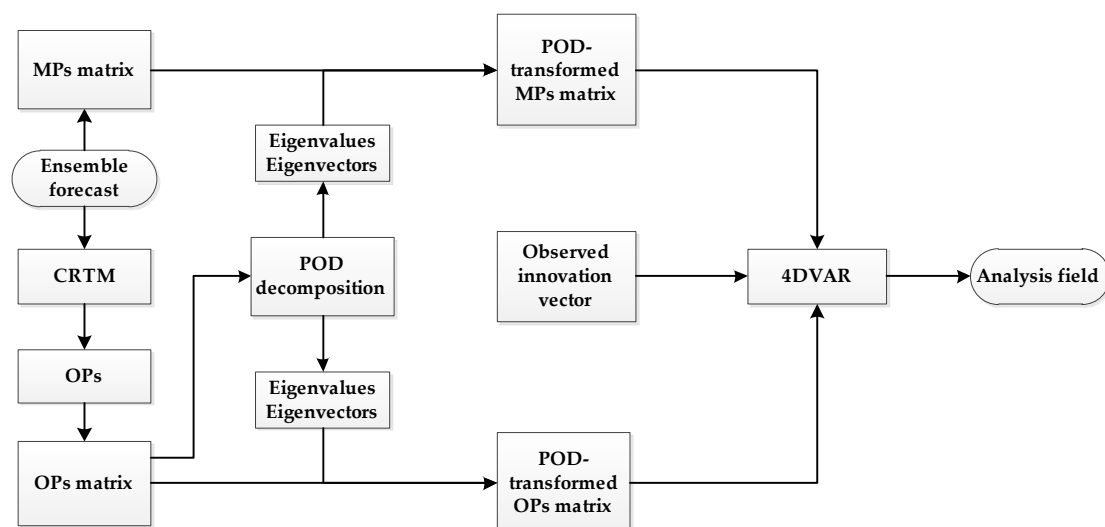 MPs matrix
Ensemble
forecast
CRTM
OPs
OPs matrix
Eigenvalues
Eigenvectors
POD
decomposition
Eigenvalues
Eigenvectors
POD-
transformed
MPs matrix
Observed
innovation
vector
POD-
transformed
OPs matrix
4DVAR
Analysis field